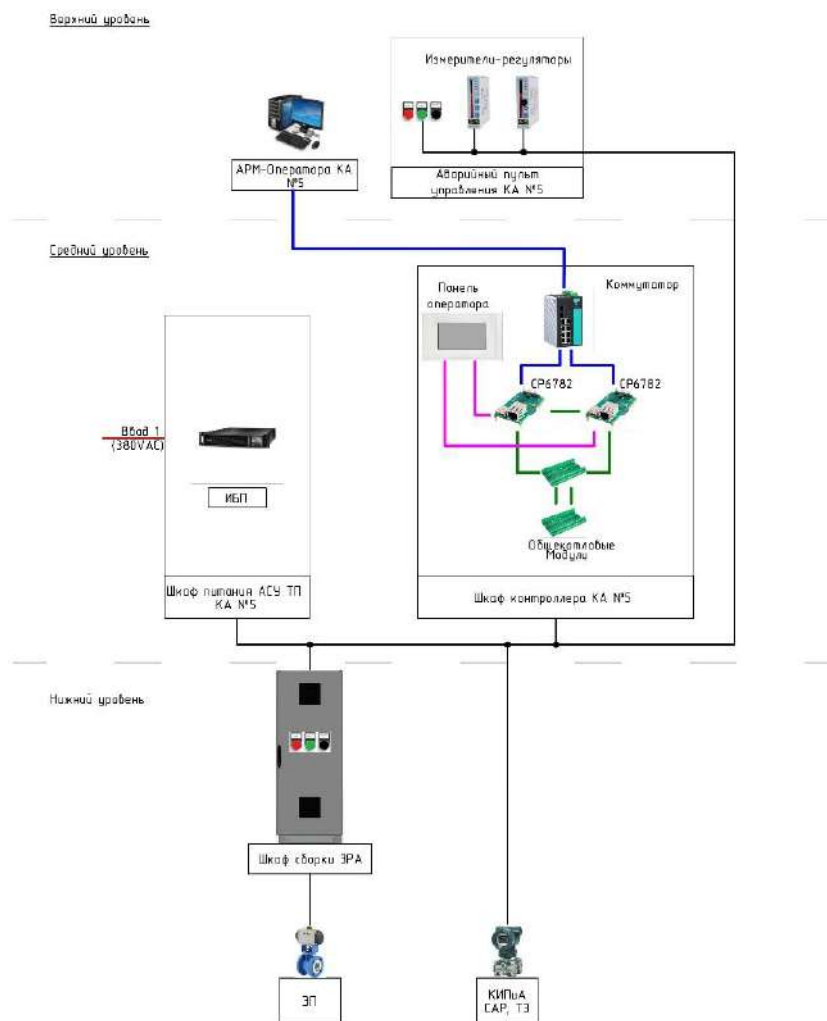 Верхний уровень
Измерители-регуляторы
АРМ-Оператора КА
№5
Аварийный пульт
управления КА №5
Средний уровень
Панель
оператора
Коммутатор
CP6782
CP6782
Ввод 1
(380VAC)
ИБП
Общекотловые
Модули
Шкаф питания АСУ ТП
КА №5
Шкаф контроллера КА №5
Нижний уровень
Шкаф сборки ЭРА
ЭП
КИПиА
САР, ТЗ